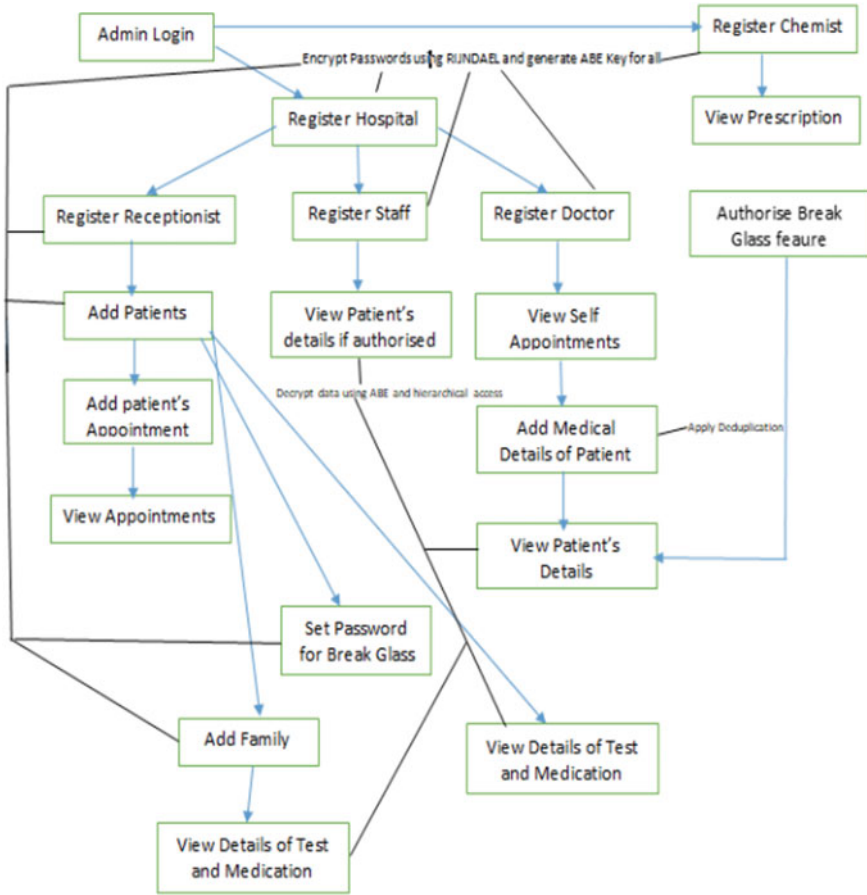 Admin Login
Register Chemist
Encrypt Passwords using RIJNDAEL and generate ABE Key for all
Register Hospital
View Prescription
Register Receptionist
Register Staff
Register Doctor
Authorise Break
Glass feaure
Add Patients
View Patient's
details if authorised
View Self
Appointments
Decrypt data using ABE and hierarchical access
Add patient's
Appointment
Add Medical
Details of Patient
Apply Deduplication
View Appointments
View Patient's
Details
Set Password
for Break Glass
Add Family
View Details of Test
and Medication
View Details of Test
and Medication